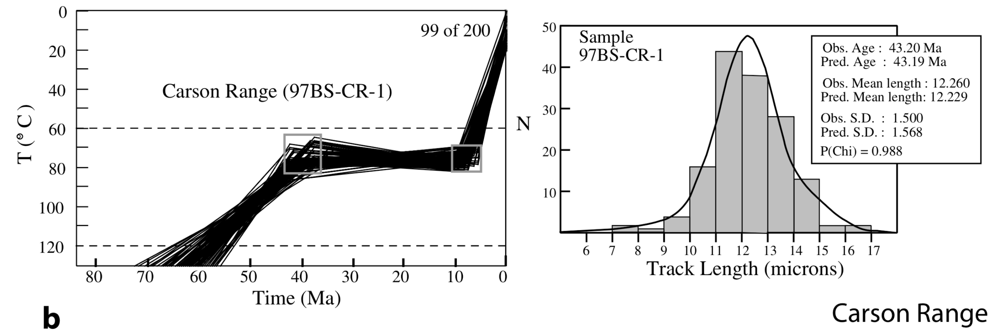 0
20
40
60
80
100
120
T (°C)
99 of 200
Carson Range (97BS-CR-1)
80 70 60 50 40 30 20 10 0
Time (Ma)
b
50
40
30
20
10
N
Sample
97BS-CR-1
Obs. Age : 43.20 Ma
Pred. Age : 43.19 Ma
Obs. Mean length : 12.260
Pred. Mean length: 12.229
Obs. S.D. : 1.500
Pred. S.D. : 1.568
P(Chi) = 0.988
6 7 8 9 10 11 12 13 14 15 16 17
Track Length (microns)
Carson Range